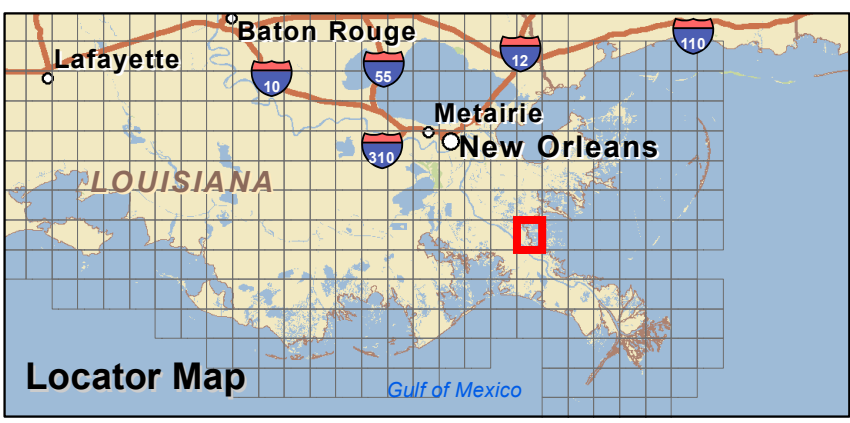 Baton Rouge
Lafayette
12
110
10
55
Metairie
310
New Orleans
LOUISIANA
Locator Map
Gulf of Mexico